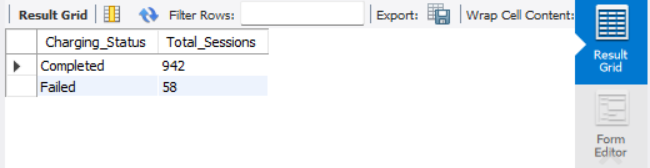 Result Grid Filter Rows: Export: Wrap Cell Content:
Charging_Status Total_Sessions
Completed 942
Failed 58
Result
Grid
Form
Editor